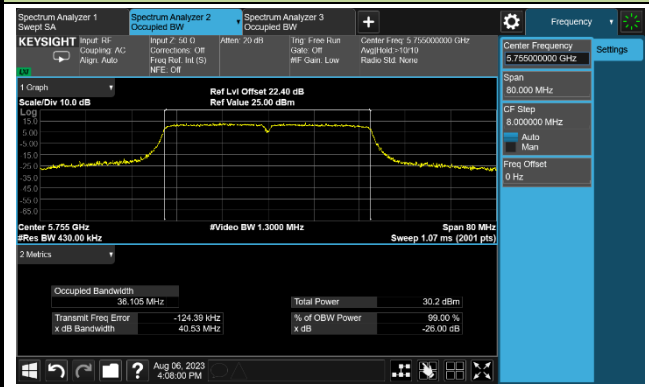 Spectrum Analyzer 1
Swept SA
Spectrum Analyzer 2
Occupied BW
Spectrum Analyzer 3
Occupied BW
Frequency
KEYSIGHT
Input: RF
Coupling: AC
Align: Auto
Input Z: 50 Ω
Corrections: Off
Freq Ref: Int (S)
NFE: Off
Atten: 20 dB
Trig: Free Run
Gate: Off
#IF Gain: Low
Center Freq: 5.755000000 GHz
Avg|Hold:>10/10
Radio Std: None
Center Frequency
5.755000000 GHz
Settings
Span
80.000 MHz
CF Step
8.000000 MHz
Auto
Man
Freq Offset
0 Hz
1 Graph
Scale/Div 10.0 dB
Ref Lvl Offset 22.40 dB
Ref Value 25.00 dBm
Log
15.0
5.00
-5.00
-15.0
-25.0
-35.0
-45.0
-55.0
-65.0
Center 5.755 GHz
#Video BW 1.3000 MHz
Span 80 MHz
#Res BW 430.00 kHz
Sweep 1.07 ms (2001 pts)
2 Metrics
Occupied Bandwidth
36.105 MHz
Total Power 30.2 dBm
Transmit Freq Error -124.39 kHz
% of OBW Power 99.00 %
x dB Bandwidth 40.53 MHz
x dB -26.00 dB
?
Aug 06, 2023
4:08:00 PM